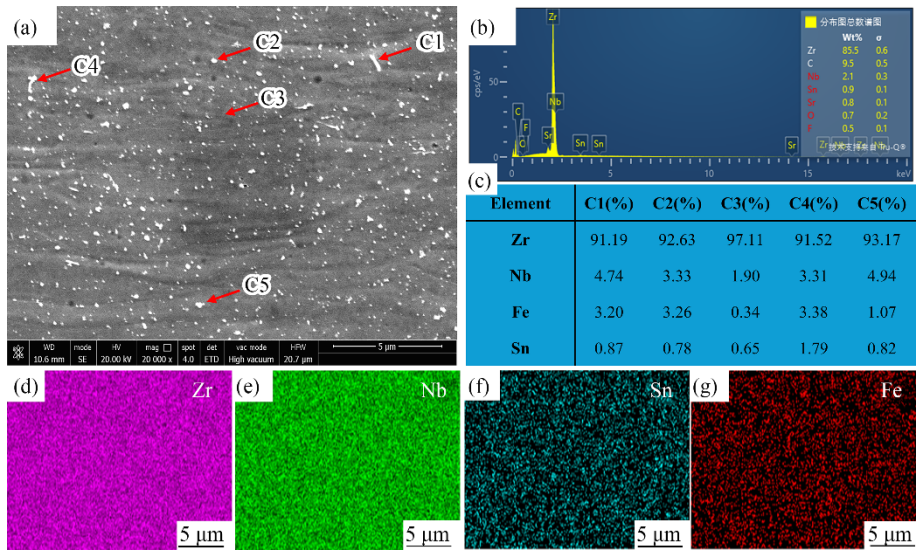 (a)
C1
C2
C3
C4
C5
WD
mode
HV
mag
spot
det
vac mode
HFW
5 μm
10.6 mm
SE
20.00 kV
20 000 x
4.0
ETD
High vacuum
20.7 μm
(b)
cps/eV
50
0
Zr
Nb
C
F
O
Sr
Sn
Sn
Sr
Zr
Nb
0
5
10
15
keV
分布图总数谱图
Wt% σ
Zr 85.5 0.6
C 9.5 0.5
Nb 2.1 0.3
Sn 0.9 0.1
Sr 0.8 0.1
O 0.7 0.2
F 0.5 0.1
Tru-Q®
(c)
Element C1(%) C2(%) C3(%) C4(%) C5(%)
Zr 91.19 92.63 97.11 91.52 93.17
Nb 4.74 3.33 1.90 3.31 4.94
Fe 3.20 3.26 0.34 3.38 1.07
Sn 0.87 0.78 0.65 1.79 0.82
(d)
Zr
5 μm
(e)
Nb
5 μm
(f)
Sn
5 μm
(g)
Fe
5 μm